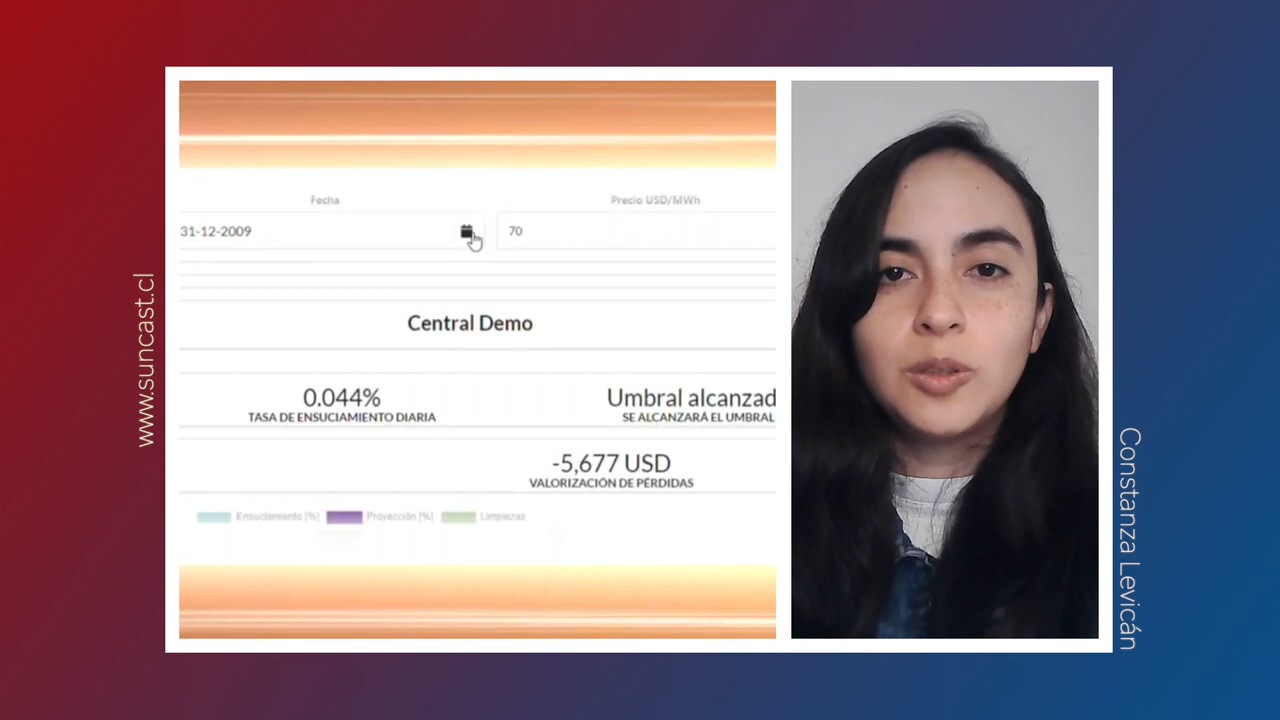 www.suncast.cl
Fecha
Precio USD/MWh
31-12-2009
70
Central Demo
0.044%
TASA DE ENSUCIAMIENTO DIARIA
Umbral alcanzad
SE ALCANZARÁ EL UMBRAL
-5,677 USD
VALORIZACIÓN DE PÉRDIDAS
Ensuciamiento [%]
Proyección [%]
Limpiezas
Constanza Levicán